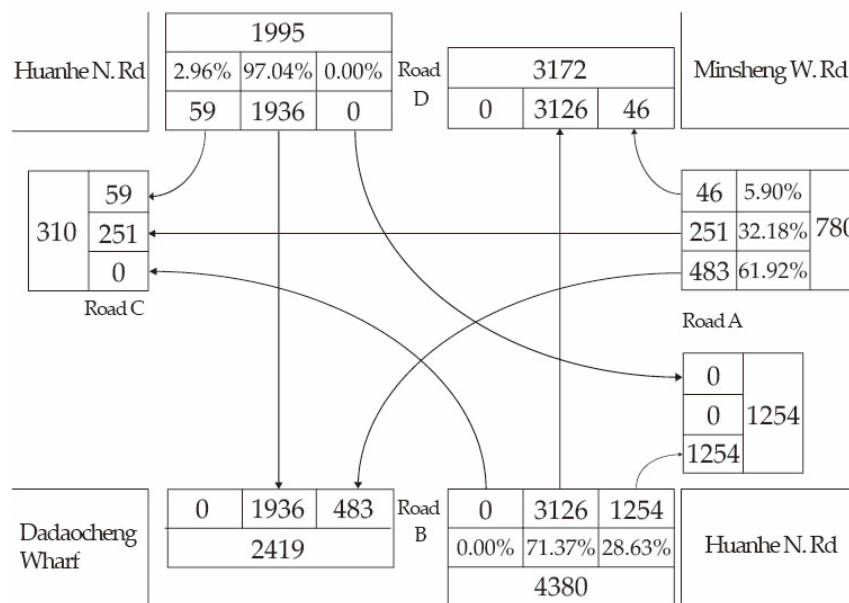 Huanhe N. Rd
1995
2.96% 97.04% 0.00%
59 1936 0
Road
D
3172
0 3126 46
Minsheng W. Rd
310
59
251
0
Road C
46 5.90%
251 32.18%
483 61.92%
780
Road A
0
0
1254
1254
Dadaocheng
Wharf
0 1936 483
2419
Road
B
0 3126 1254
0.00% 71.37% 28.63%
4380
Huanhe N. Rd